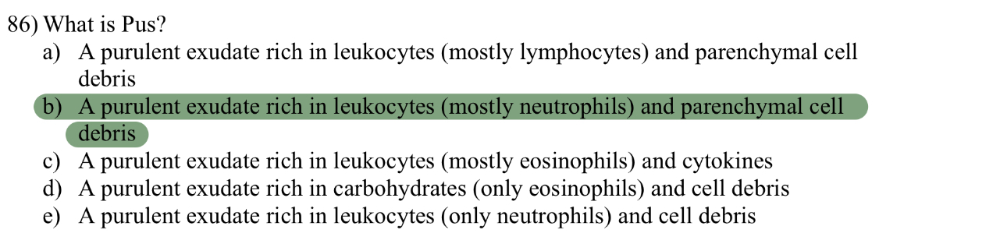 86) What is Pus?
a) A purulent exudate rich in leukocytes (mostly lymphocytes) and parenchymal cell
debris
b) A purulent exudate rich in leukocytes (mostly neutrophils) and parenchymal cell
debris
c) A purulent exudate rich in leukocytes (mostly eosinophils) and cytokines
d) A purulent exudate rich in carbohydrates (only eosinophils) and cell debris
e) A purulent exudate rich in leukocytes (only neutrophils) and cell debris